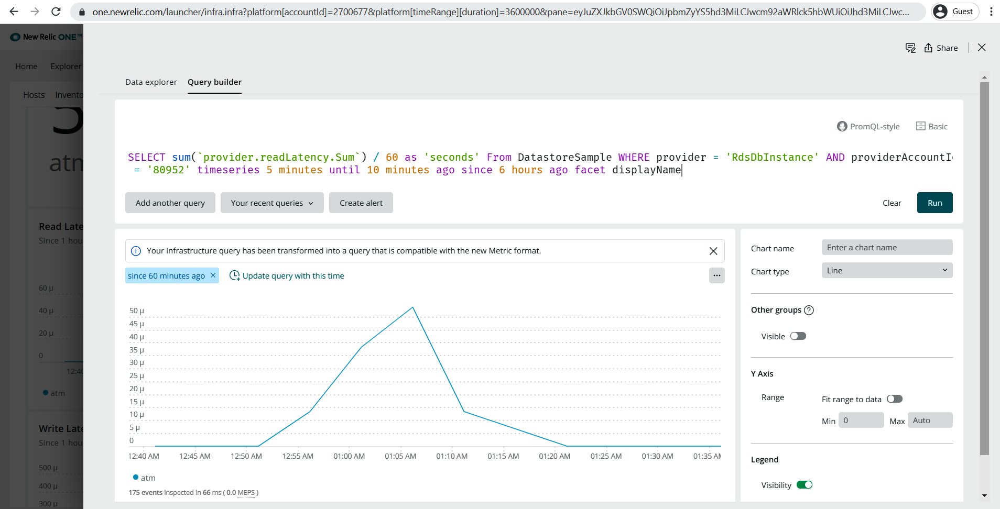 one.newrelic.com/launcher/infra.infra?platform[accountId]=2700677&platform[timeRange][duration]=3600000&pane=eyJuZXJkbGV0SWQiOiJpbmZyYS5hd3MiLCJwcm92aWRlck5hbWUiOiJhd3MiLCJwc...
Guest
New Relic ONE™
Share
Home Explorer
Data explorer Query builder
Hosts Invento
PromQL-style Basic
SELECT sum(`provider.readLatency.Sum`) / 60 as 'seconds' From DatastoreSample WHERE provider = 'RdsDbInstance' AND providerAccountI
= '80952' timeseries 5 minutes until 10 minutes ago since 6 hours ago facet displayName
atm
Add another query Your recent queries Create alert Clear Run
Read Late
Since 1 hou
60 µ
40 µ
20 µ
0
12:40
atm
Write Late
Since 1 hou
500 µ
400 µ
300 µ
Your Infrastructure query has been transformed into a query that is compatible with the new Metric format.
since 60 minutes ago × Update query with this time
...
50 µ
45 µ
40 µ
35 µ
30 µ
25 µ
20 µ
15 µ
10 µ
5 µ
0
12:40 AM 12:45 AM 12:50 AM 12:55 AM 01:00 AM 01:05 AM 01:10 AM 01:15 AM 01:20 AM 01:25 AM 01:30 AM 01:35 AM
atm
175 events inspected in 66 ms ( 0.0 MEPS )
Chart name Enter a chart name
Chart type Line
Other groups ?
Visible
Y Axis
Range Fit range to data
Min 0 Max Auto
Legend
Visibility